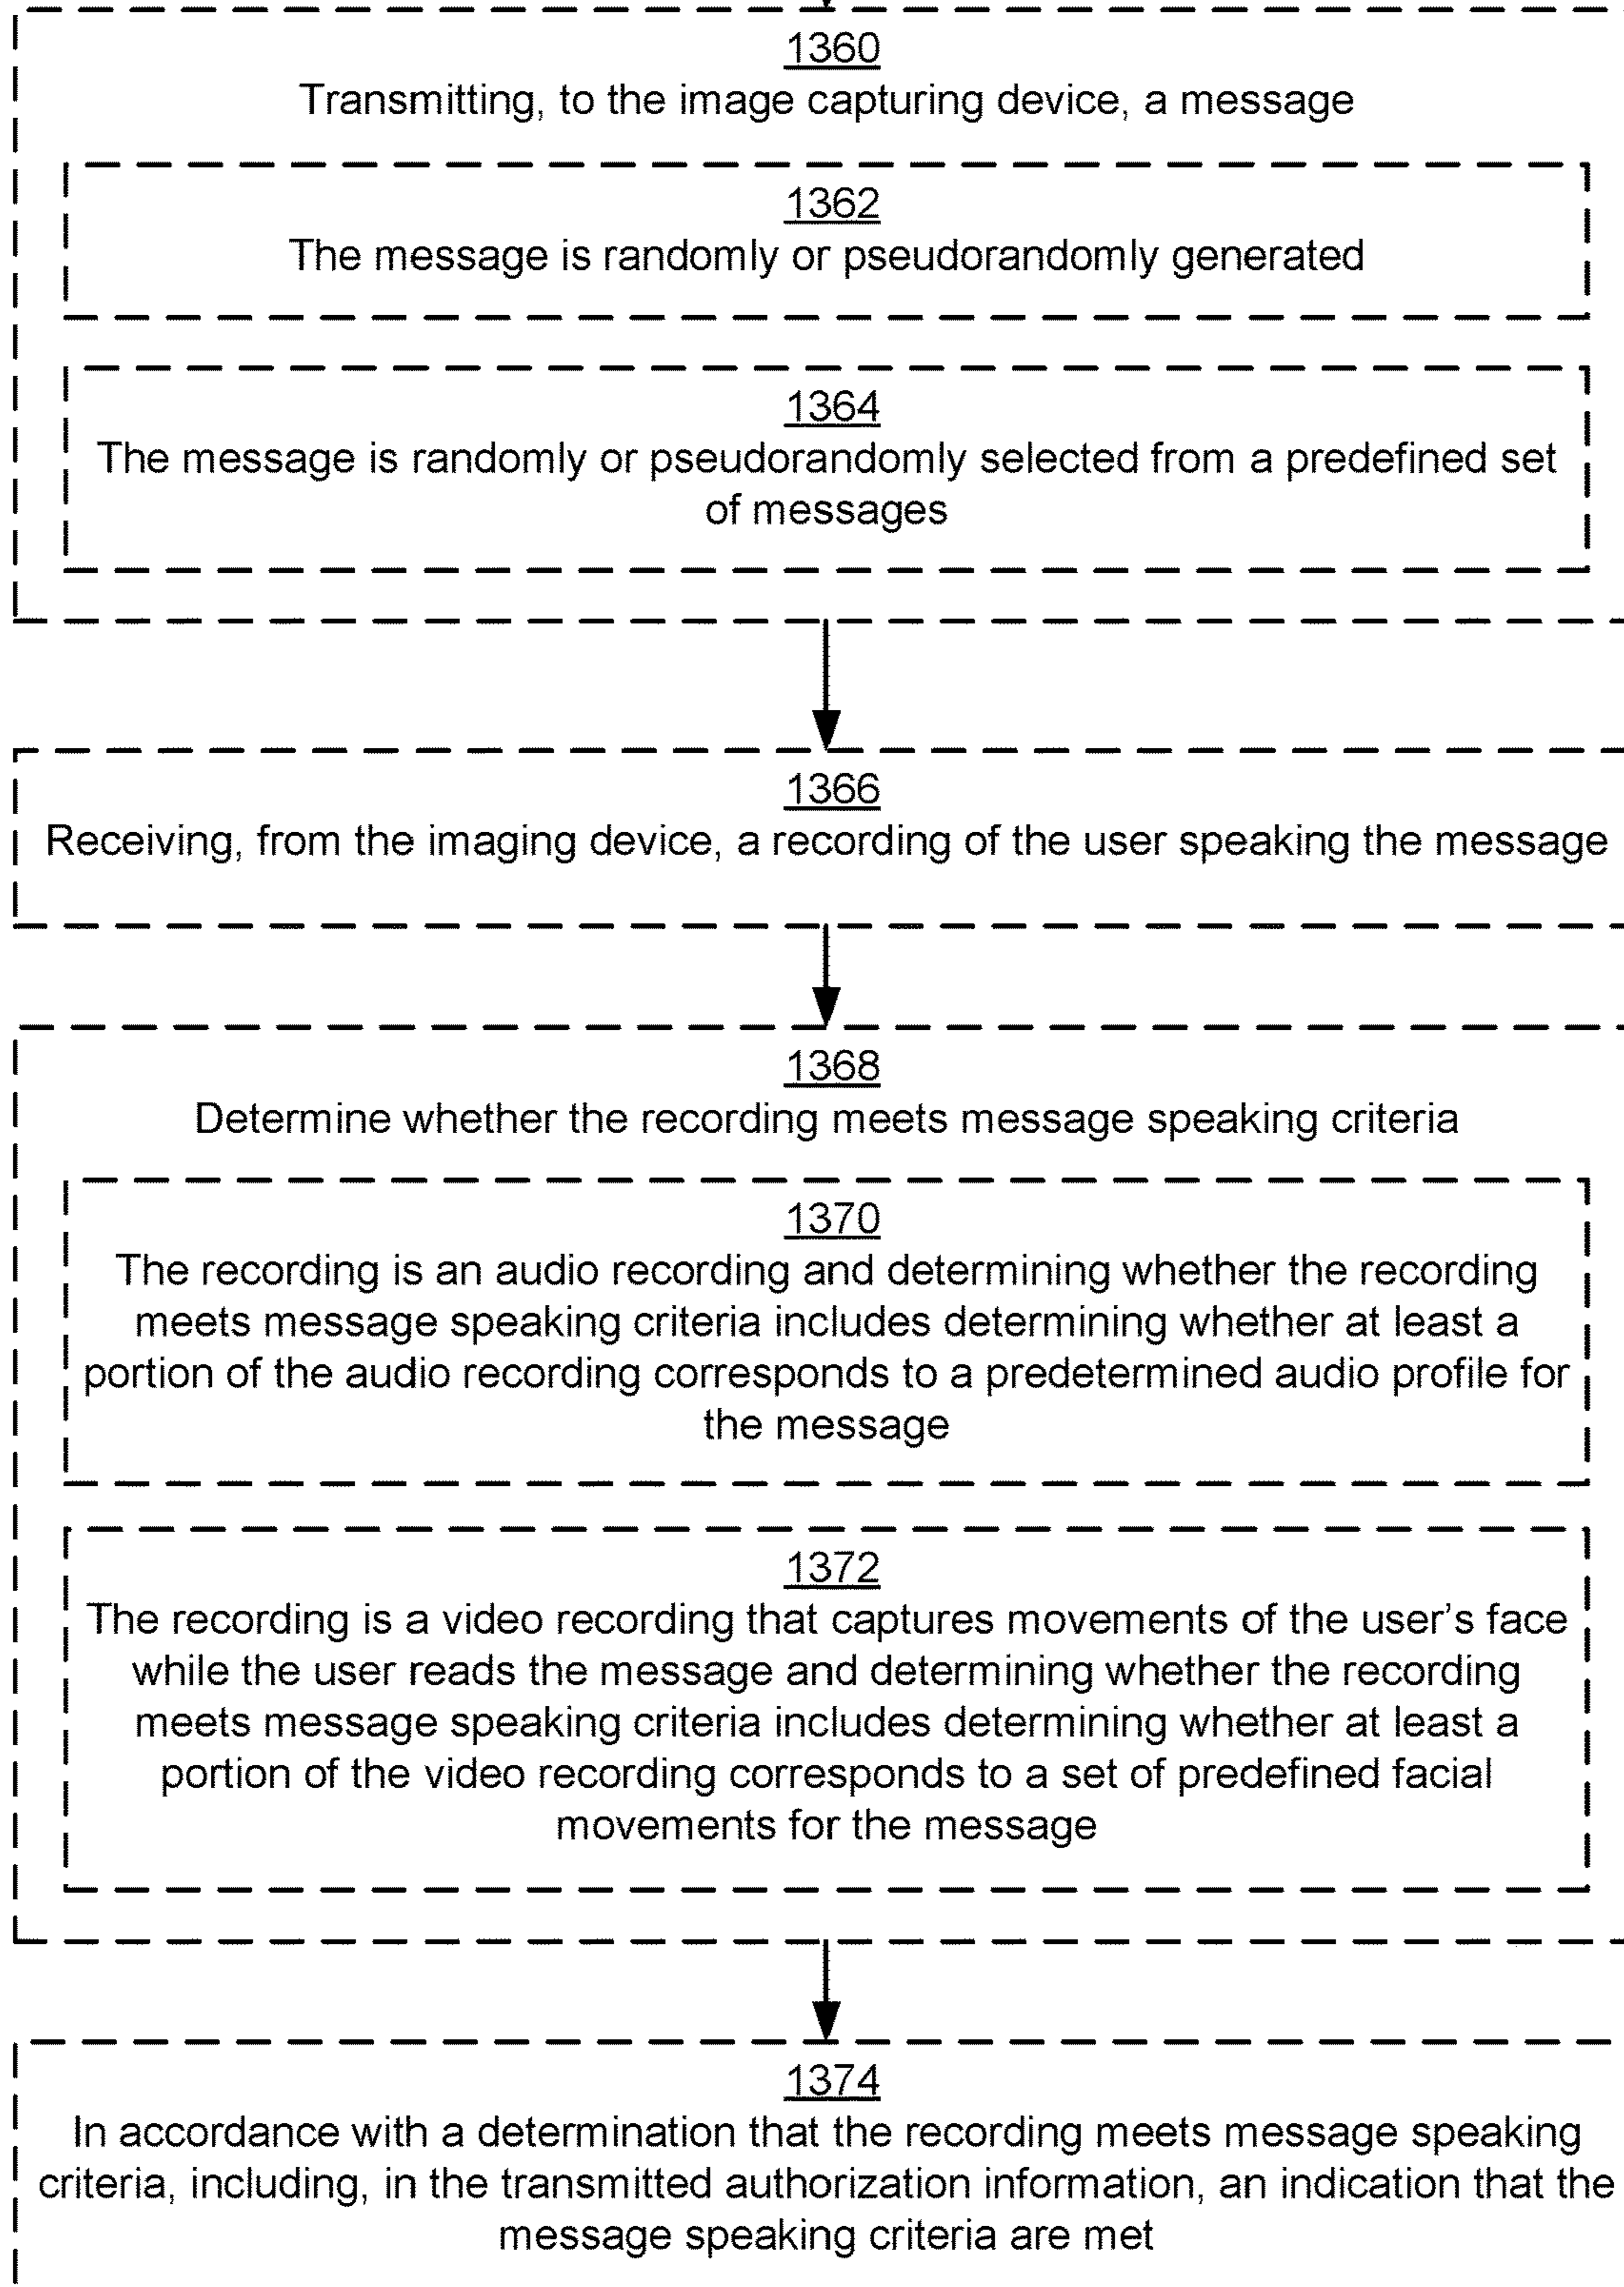 1360
Transmitting, to the image capturing device, a message
1362
The message is randomly or pseudorandomly generated
1364
The message is randomly or pseudorandomly selected from a predefined set
of messages
1366
Receiving, from the imaging device, a recording of the user speaking the message
1368
Determine whether the recording meets message speaking criteria
1370
The recording is an audio recording and determining whether the recording
meets message speaking criteria includes determining whether at least a
portion of the audio recording corresponds to a predetermined audio profile for
the message
1372
The recording is a video recording that captures movements of the user's face
while the user reads the message and determining whether the recording
meets message speaking criteria includes determining whether at least a
portion of the video recording corresponds to a set of predefined facial
movements for the message
1374
In accordance with a determination that the recording meets message speaking
criteria, including, in the transmitted authorization information, an indication that the
message speaking criteria are met